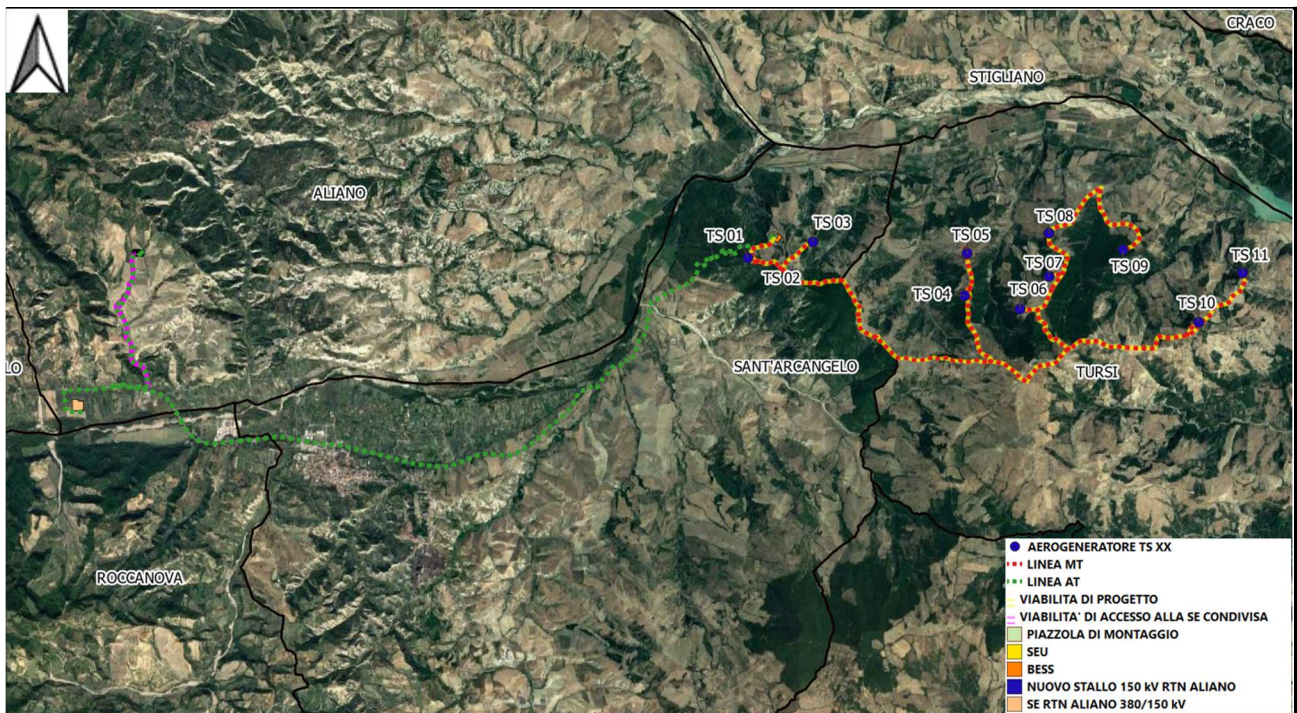 CRACO
STIGLIANO
ALIANO
TS 01
TS 03
TS 02
TS 05
TS 04
TS 08
TS 07
TS 06
TS 09
TS 11
TS 10
LO
SANT'ARCANGELO
TURSI
ROCCANOVA
AEROGENERATORE TS XX
LINEA MT
LINEA AT
VIABILITA DI PROGETTO
VIABILITA' DI ACCESSO ALLA SE CONDIVISA
PIAZZOLA DI MONTAGGIO
SEU
BESS
NUOVO STALLO 150 kV RTN ALIANO
SE RTN ALIANO 380/150 kV